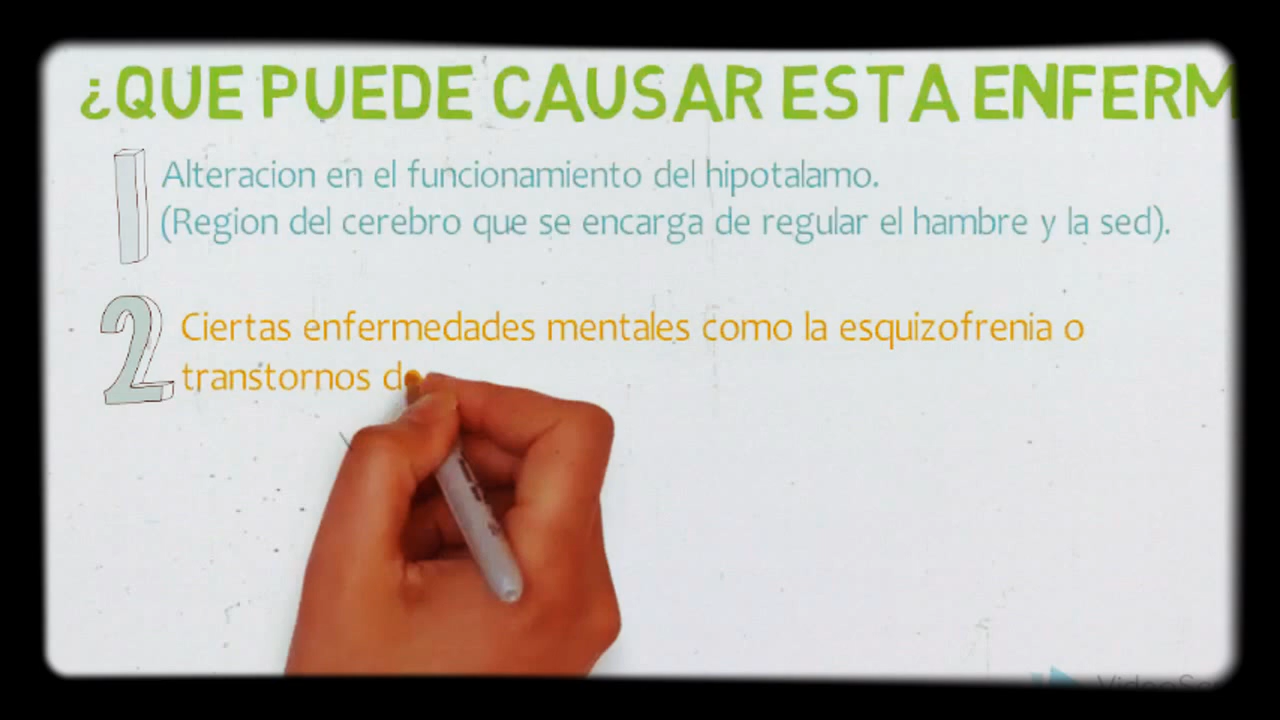 ¿QUE PUEDE CAUSAR ESTA ENFERM
1
Alteracion en el funcionamiento del hipotalamo.
(Region del cerebro que se encarga de regular el hambre y la sed).
2
Ciertas enfermedades mentales como la esquizofrenia o
transtornos d